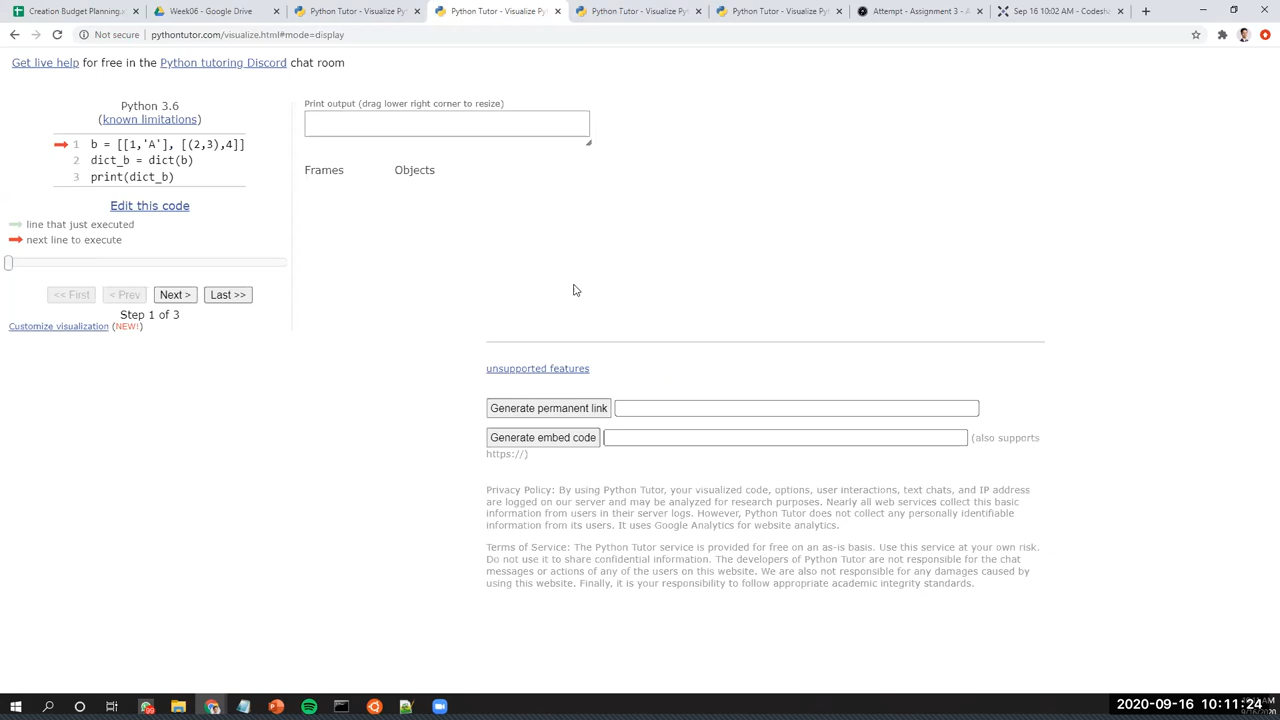 Creation Budget Planning.
Week06 - Google Drive
Python Tutor - Visualize P
Python Tutor - Visualize P
Python Tutor - Visualize P
Python Tutor - Visualize P
Attempt - Assignment 3 - A
Sep 16 10:02 AM - Codesh
Not secure | pythontutor.com/visualize.html#mode=display
Get live help for free in the Python tutoring Discord chat room
Python 3.6
(known limitations)
1 b = [[1,'A'], [(2,3),4]]
2 dict_b = dict(b)
3 print(dict_b)
Edit this code
line that just executed
next line to execute
<< First < Prev Next > Last >>
Step 1 of 3
Customize visualization (NEW!)
Print output (drag lower right corner to resize)
Frames Objects
unsupported features
Generate permanent link
Generate embed code (also supports
https://)
Privacy Policy: By using Python Tutor, your visualized code, options, user interactions, text chats, and IP address
are logged on our server and may be analyzed for research purposes. Nearly all web services collect this basic
information from users in their server logs. However, Python Tutor does not collect any personally identifiable
information from its users. It uses Google Analytics for website analytics.
Terms of Service: The Python Tutor service is provided for free on an as-is basis. Use this service at your own risk.
Do not use it to share confidential information. The developers of Python Tutor are not responsible for the chat
messages or actions of any of the users on this website. We are also not responsible for any damages caused by
using this website. Finally, it is your responsibility to follow appropriate academic integrity standards.
2020-09-16 10:11:24